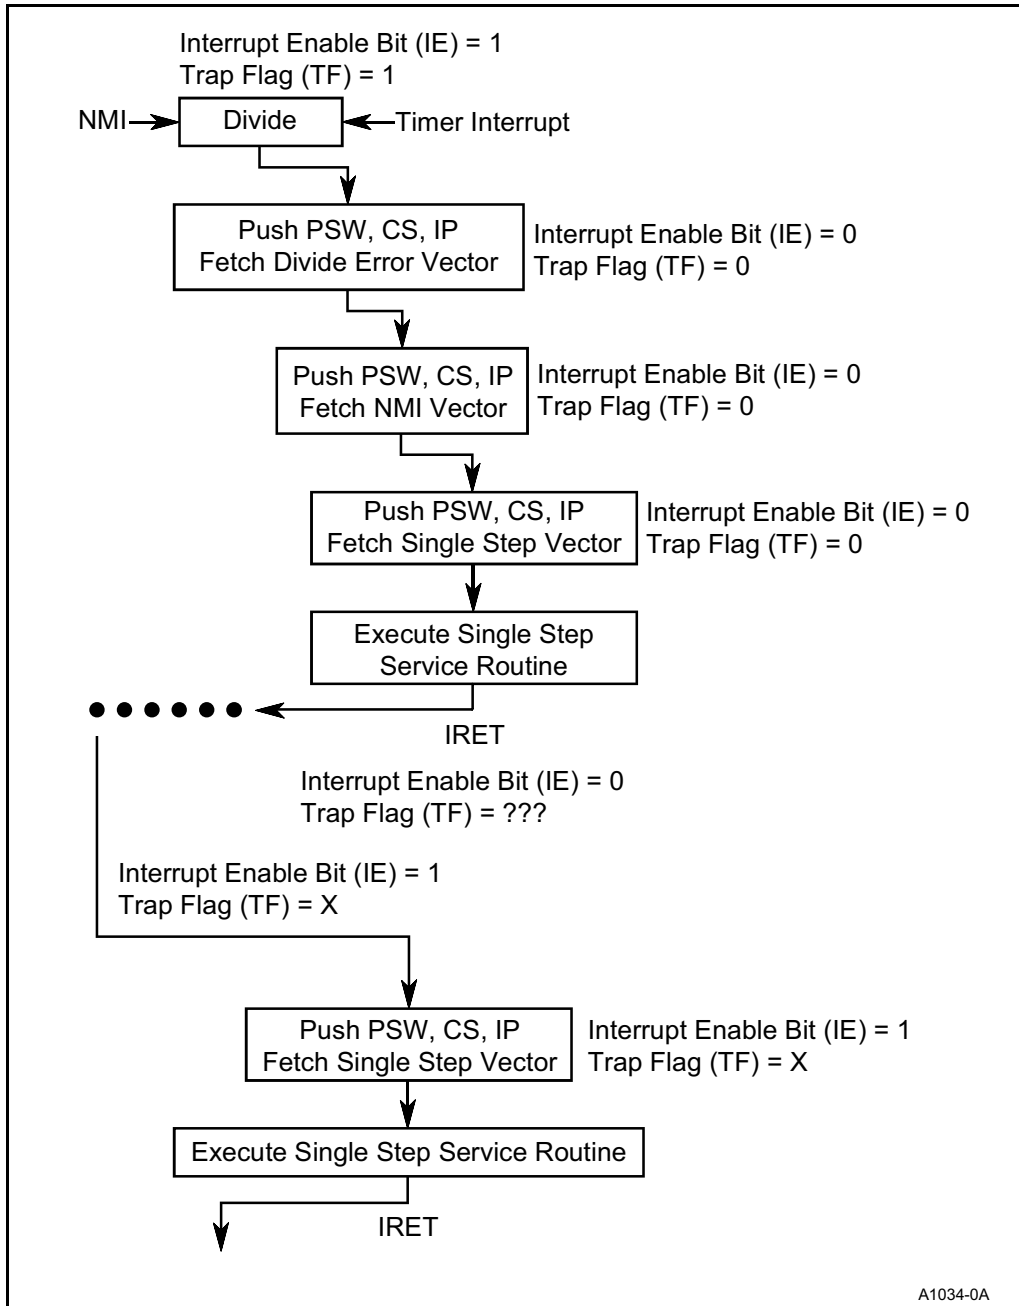 Interrupt Enable Bit (IE) = 1
Trap Flag (TF) = 1
NMI
Divide
Timer Interrupt
Push PSW, CS, IP
Fetch Divide Error Vector
Interrupt Enable Bit (IE) = 0
Trap Flag (TF) = 0
Push PSW, CS, IP
Fetch NMI Vector
Interrupt Enable Bit (IE) = 0
Trap Flag (TF) = 0
Push PSW, CS, IP
Fetch Single Step Vector
Interrupt Enable Bit (IE) = 0
Trap Flag (TF) = 0
Execute Single Step
Service Routine
IRET
Interrupt Enable Bit (IE) = 0
Trap Flag (TF) = ???
Interrupt Enable Bit (IE) = 1
Trap Flag (TF) = X
Push PSW, CS, IP
Fetch Single Step Vector
Interrupt Enable Bit (IE) = 1
Trap Flag (TF) = X
Execute Single Step Service Routine
IRET
A1034-0A